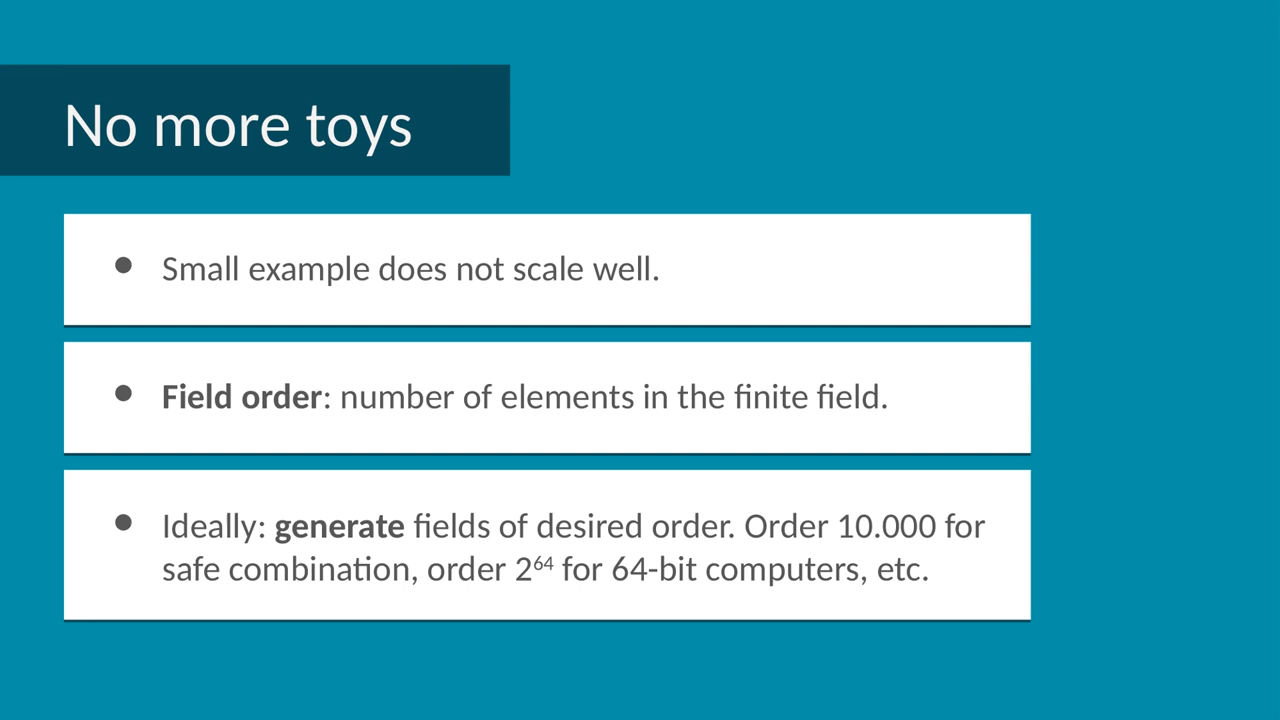 No more toys
● Small example does not scale well.
● Field order: number of elements in the finite field.
● Ideally: generate fields of desired order. Order 10.000 for
safe combination, order 2⁶⁴ for 64-bit computers, etc.